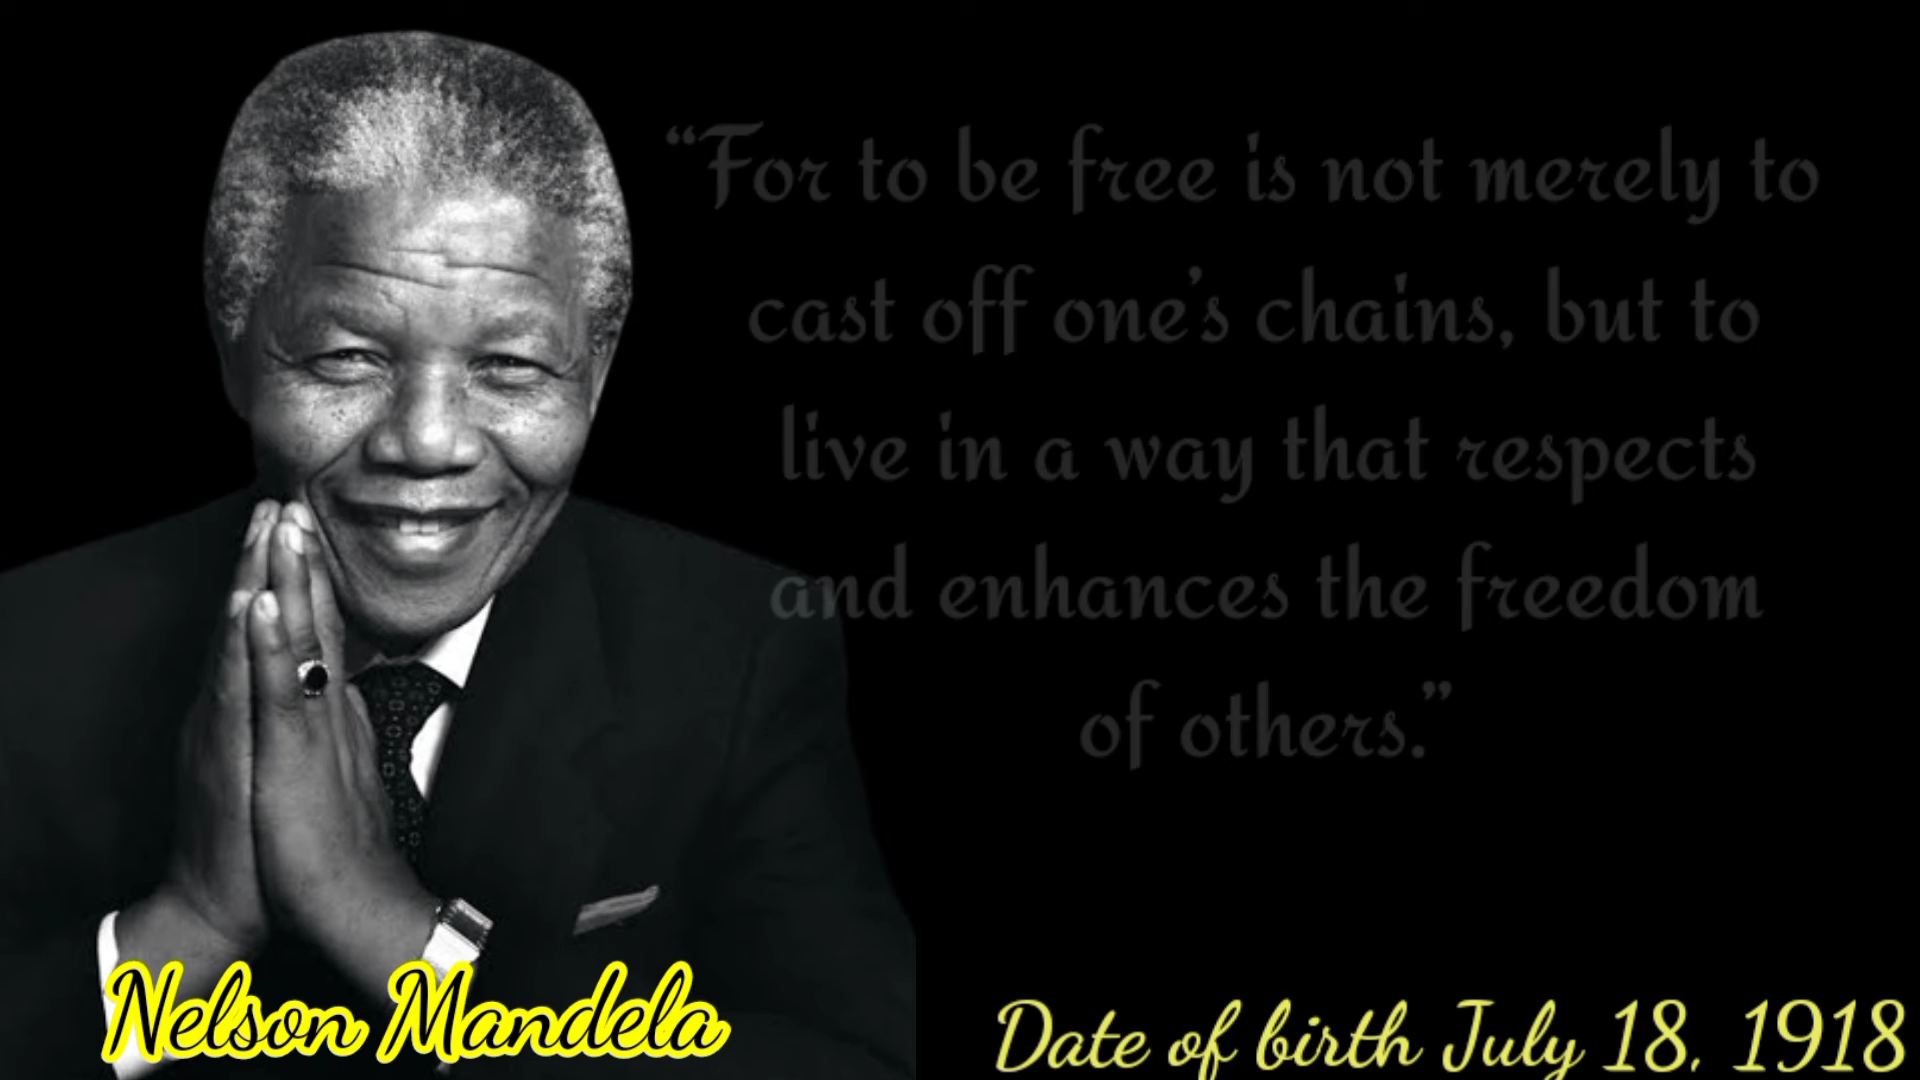 “For to be free is not merely to
cast off one’s chains, but to
live in a way that respects
and enhances the freedom
of others.”
Nelson Mandela
Date of birth July 18, 1918